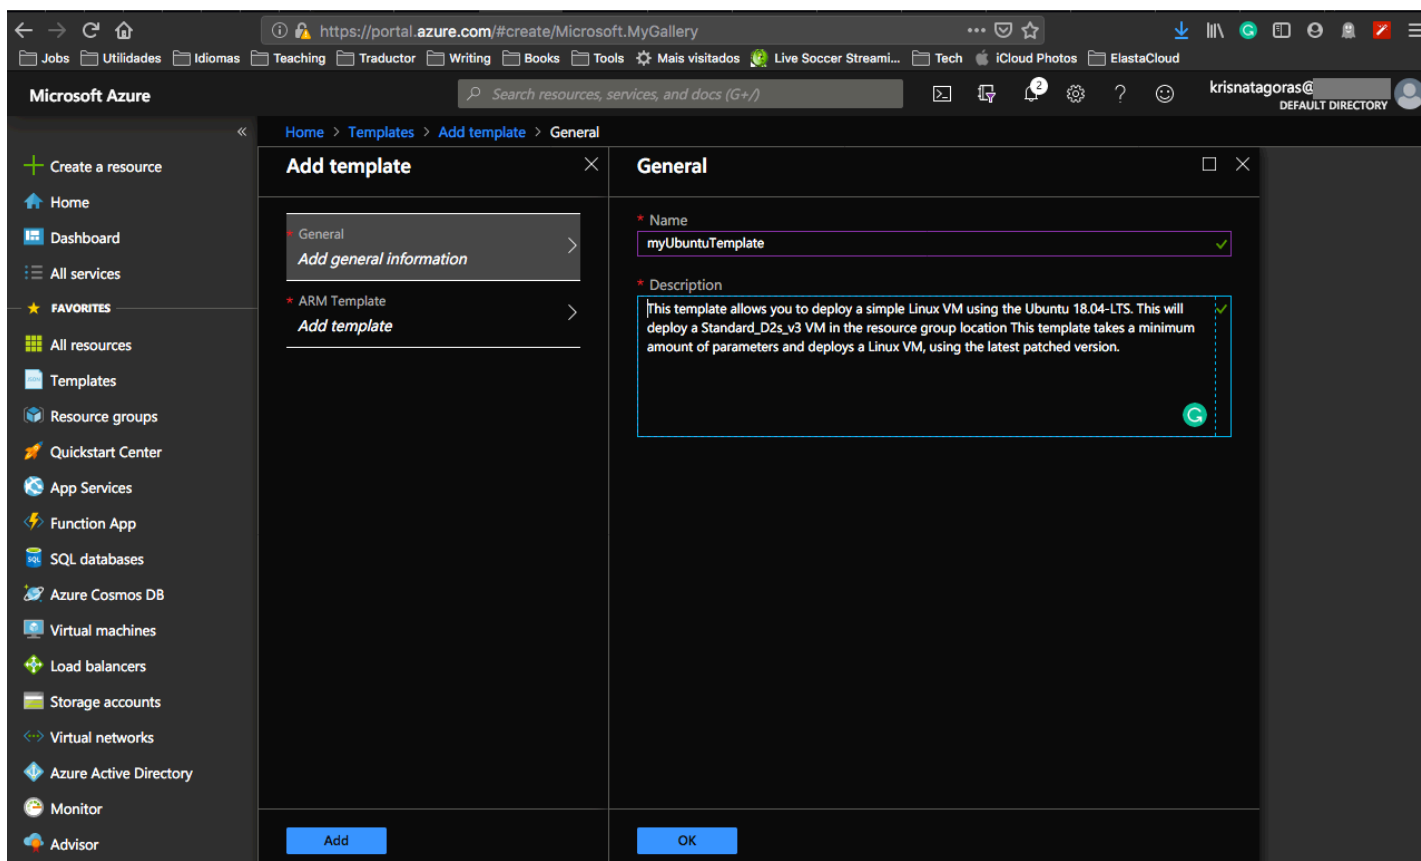 https://portal.azure.com/#create/Microsoft.MyGallery
Jobs Utilidades Idiomas Teaching Traductor Writing Books Tools Mais visitados Live Soccer Streami... Tech iCloud Photos ElastaCloud
Microsoft Azure
Search resources, services, and docs (G+/)
2
krisnatagoras@
DEFAULT DIRECTORY
Home > Templates > Add template > General
Create a resource
Home
Dashboard
All services
FAVORITES
All resources
Templates
Resource groups
Quickstart Center
App Services
Function App
SQL databases
Azure Cosmos DB
Virtual machines
Load balancers
Storage accounts
Virtual networks
Azure Active Directory
Monitor
Advisor
Add template
* General
Add general information
* ARM Template
Add template
Add
General
* Name
myUbuntuTemplate
* Description
This template allows you to deploy a simple Linux VM using the Ubuntu 18.04-LTS. This will
deploy a Standard_D2s_v3 VM in the resource group location This template takes a minimum
amount of parameters and deploys a Linux VM, using the latest patched version.
OK